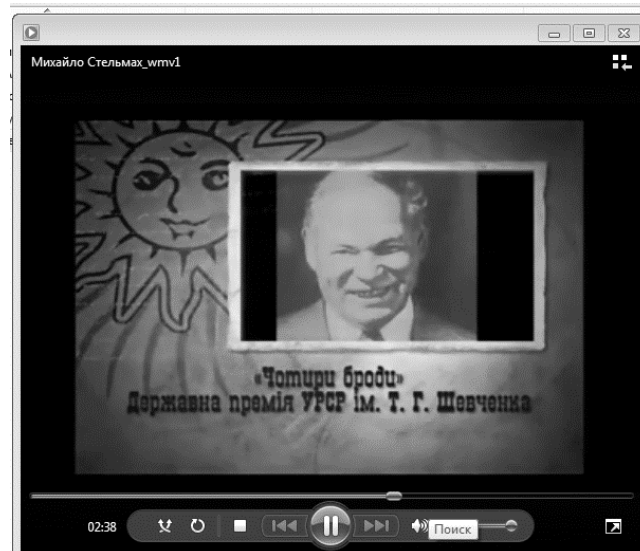 Михайло Стельмах_wmv1
«Чотири броди»
Державна премія УРСР ім. Т. Г. Шевченка
02:38
Поиск